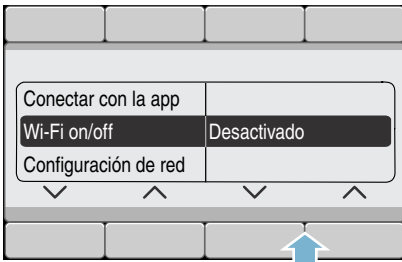 Conectar con la app
Wi-Fi on/off Desactivado
Configuración de red